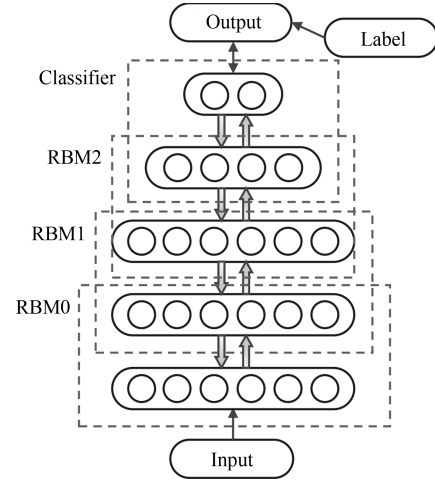 Output
Label
Classifier
RBM2
RBM1
RBM0
Input